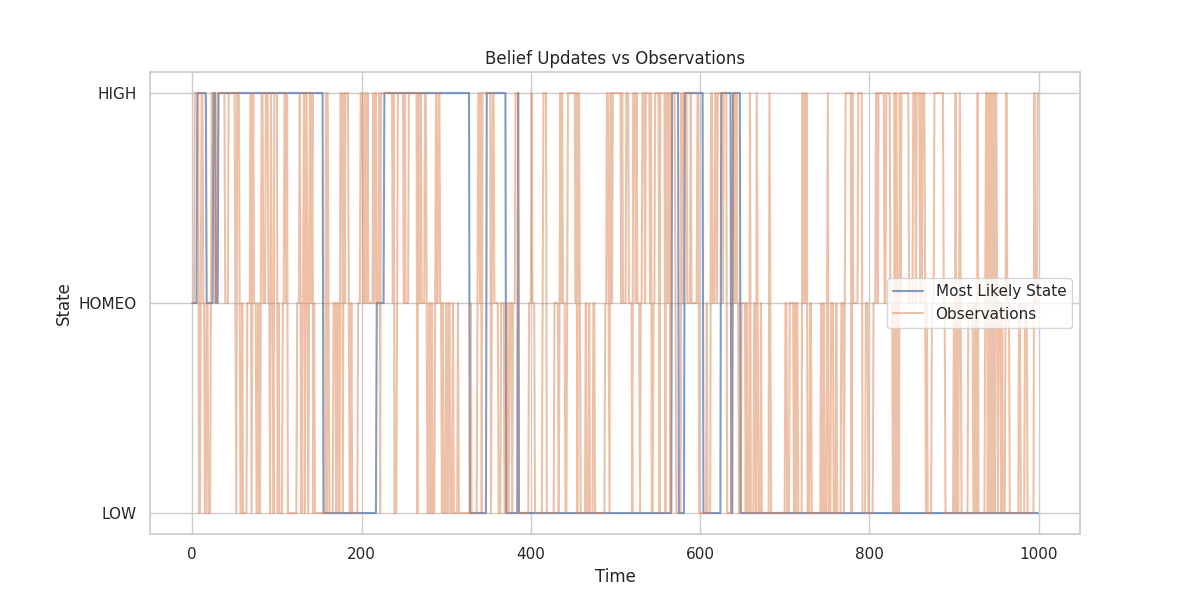 Belief Updates vs Observations
HIGH
HOMEO
LOW
State
Most Likely State
Observations
0
200
400
600
800
1000
Time